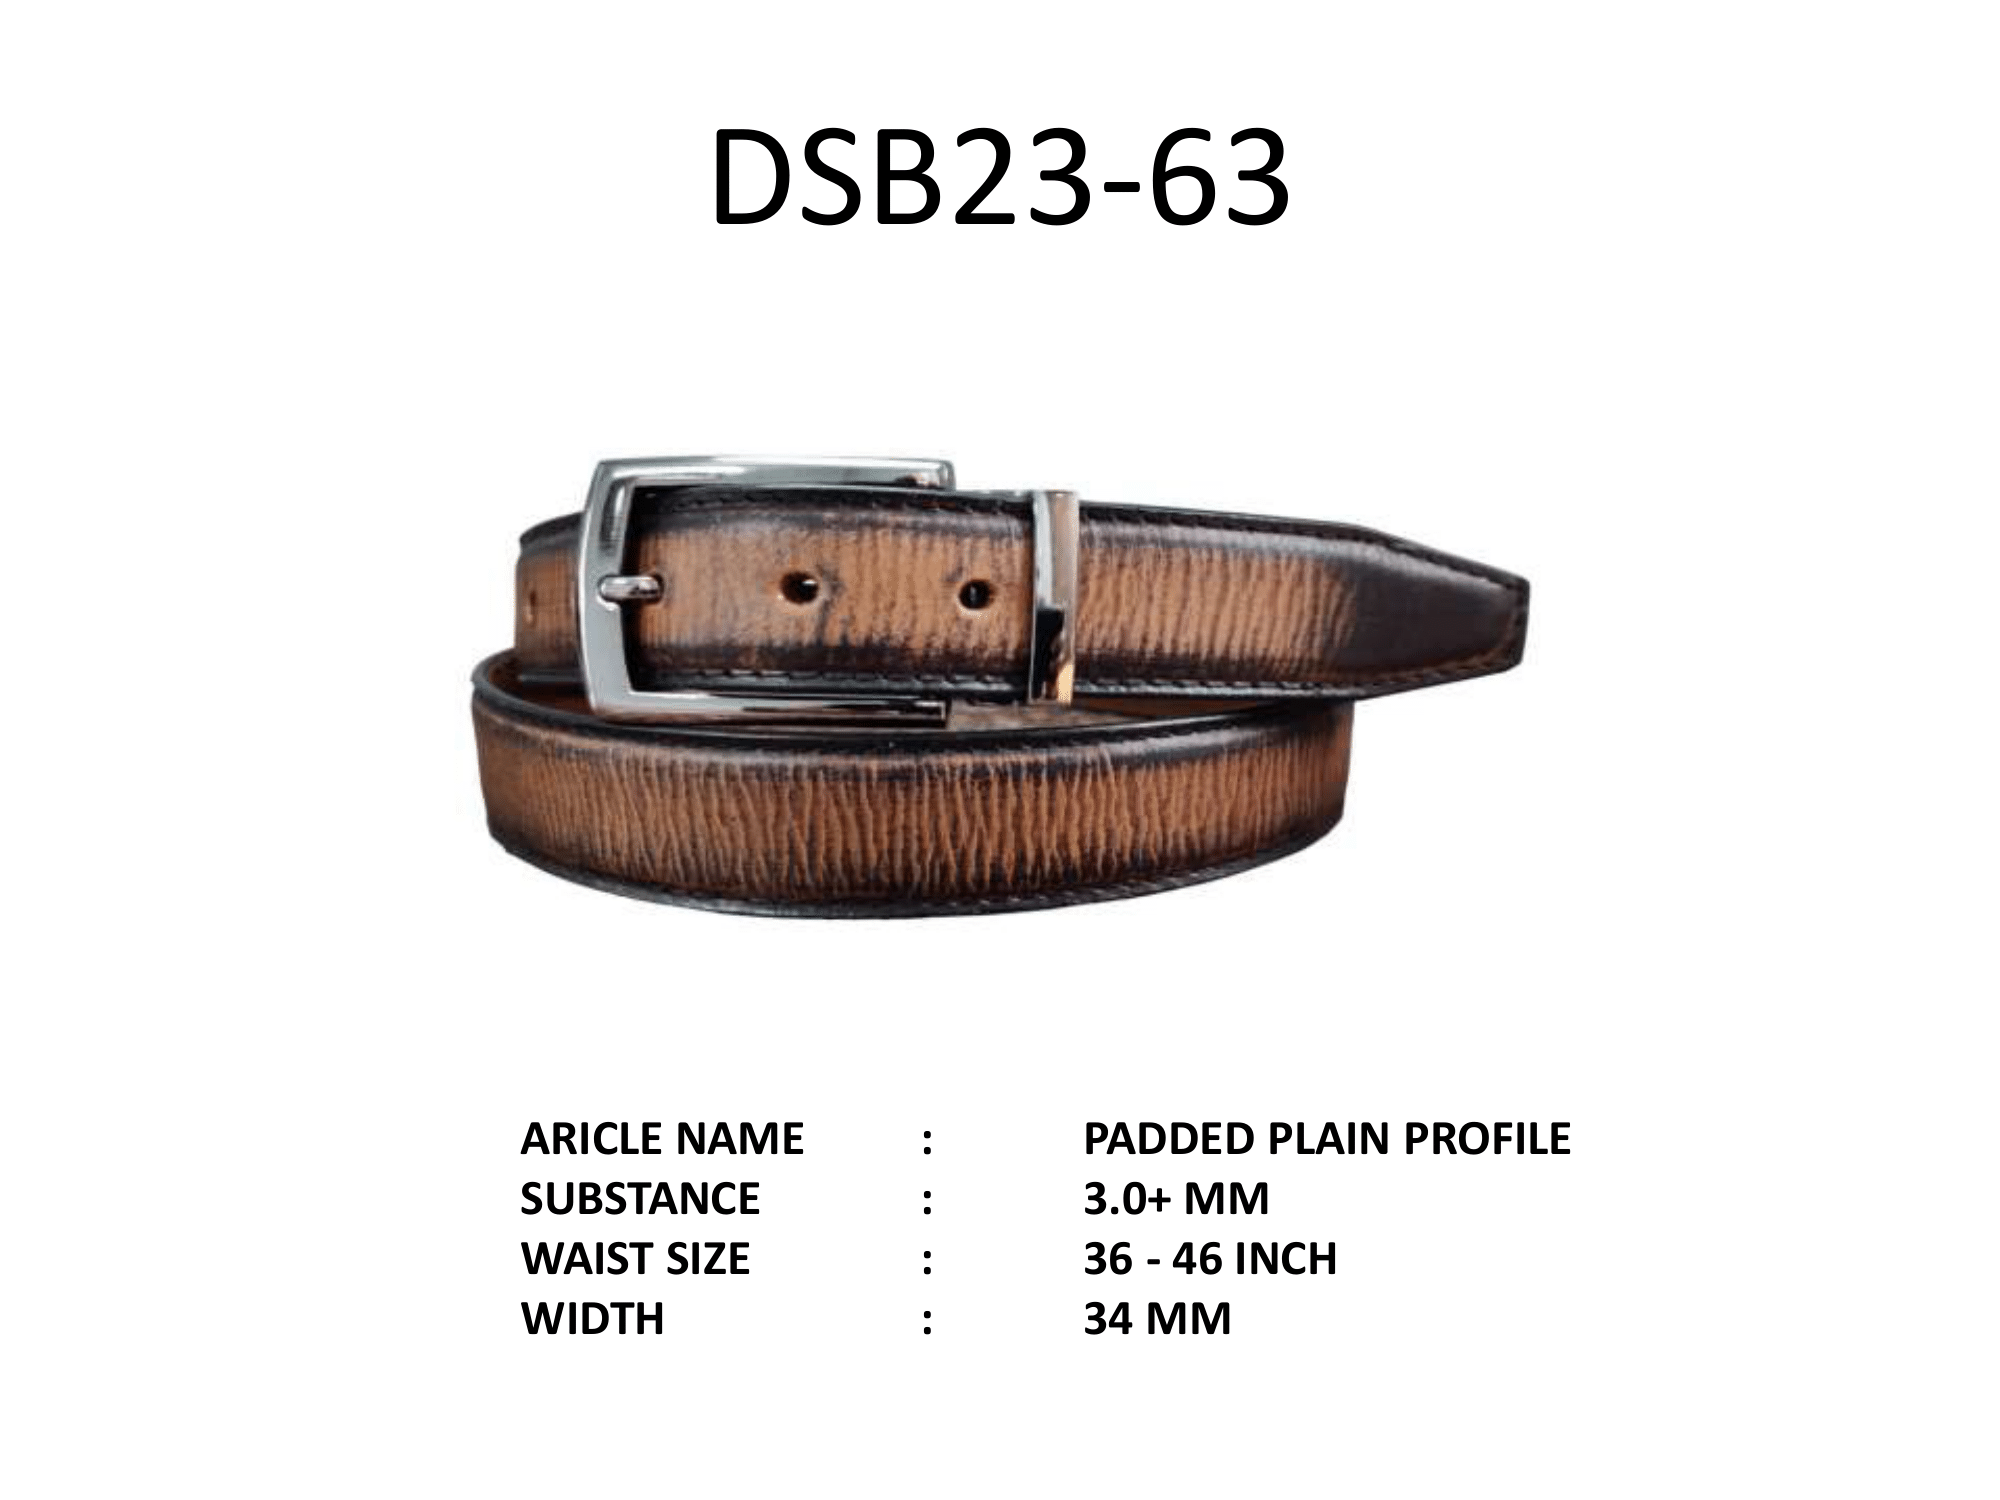 DSB23-63
ARICLE NAME : PADDED PLAIN PROFILE
SUBSTANCE : 3.0+ MM
WAIST SIZE : 36 - 46 INCH
WIDTH : 34 MM